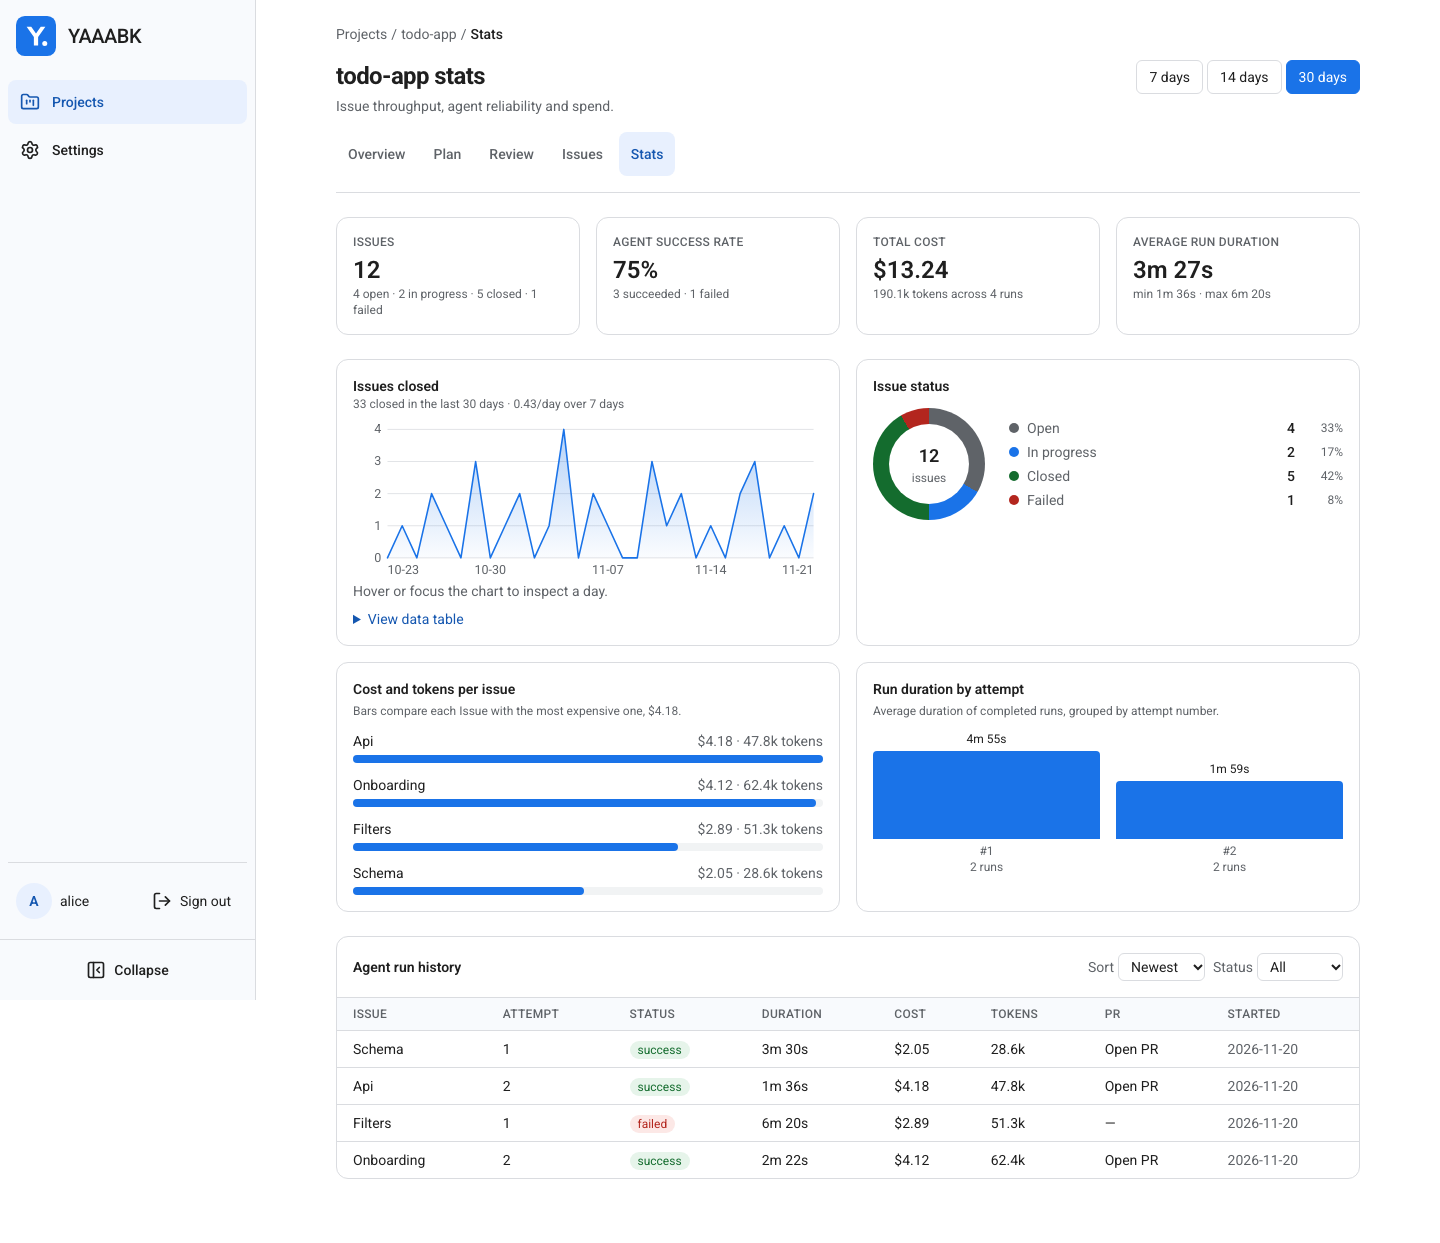 Y.
YAAABK
Projects
Settings
A
alice
Sign out
Collapse
Projects / todo-app / Stats
todo-app stats
Issue throughput, agent reliability and spend.
7 days
14 days
30 days
Overview
Plan
Review
Issues
Stats
ISSUES
12
4 open · 2 in progress · 5 closed · 1
failed
AGENT SUCCESS RATE
75%
3 succeeded · 1 failed
TOTAL COST
$13.24
190.1k tokens across 4 runs
AVERAGE RUN DURATION
3m 27s
min 1m 36s · max 6m 20s
Issues closed
33 closed in the last 30 days · 0.43/day over 7 days
4
3
2
1
0
10-23
10-30
11-07
11-14
11-21
Hover or focus the chart to inspect a day.
View data table
Issue status
12
issues
Open 4 33%
In progress 2 17%
Closed 5 42%
Failed 1 8%
Cost and tokens per issue
Bars compare each Issue with the most expensive one, $4.18.
Api $4.18 · 47.8k tokens
Onboarding $4.12 · 62.4k tokens
Filters $2.89 · 51.3k tokens
Schema $2.05 · 28.6k tokens
Run duration by attempt
Average duration of completed runs, grouped by attempt number.
4m 55s
#1
2 runs
1m 59s
#2
2 runs
Agent run history
Sort Newest Status All
ISSUE ATTEMPT STATUS DURATION COST TOKENS PR STARTED
Schema 1 success 3m 30s $2.05 28.6k Open PR 2026-11-20
Api 2 success 1m 36s $4.18 47.8k Open PR 2026-11-20
Filters 1 failed 6m 20s $2.89 51.3k — 2026-11-20
Onboarding 2 success 2m 22s $4.12 62.4k Open PR 2026-11-20